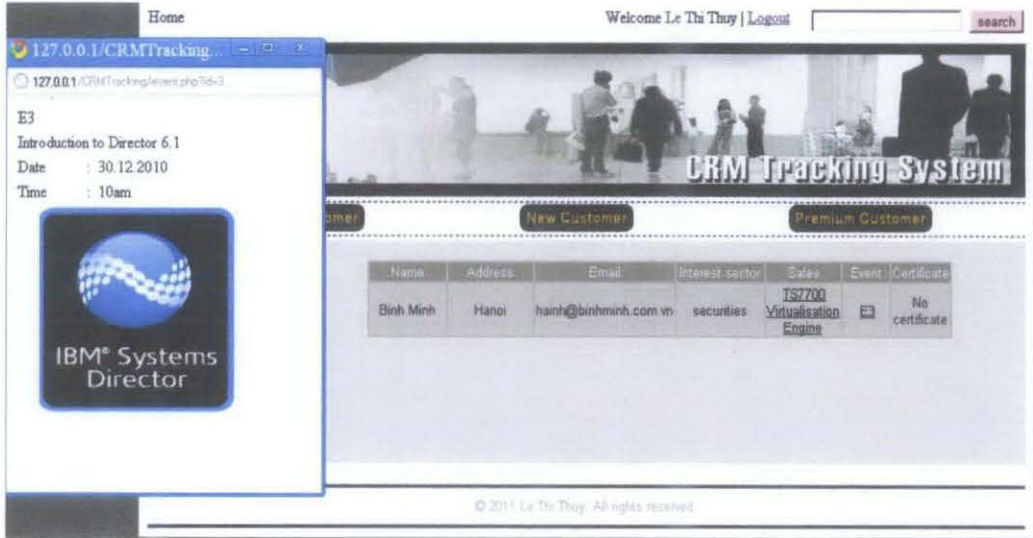 Home
Welcome Le Thi Thuy | Logout
search
127.0.0.1/CRMTracking...
127.0.0.1/CRMTracking/event.php?id=3
E3
Introduction to Director 6.1
Date : 30.12.2010
Time : 10am
IBM® Systems
Director
CRM Tracking System
omer
New Customer
Premium Customer
Name Address Email Interest sector Sales Event Certificate
Binh Minh Hanoi hainh@binhminh.com.vn securities TS7700 Virtualisation Engine E3 No certificate
© 2011 Le Thi Thuy. All rights reserved.